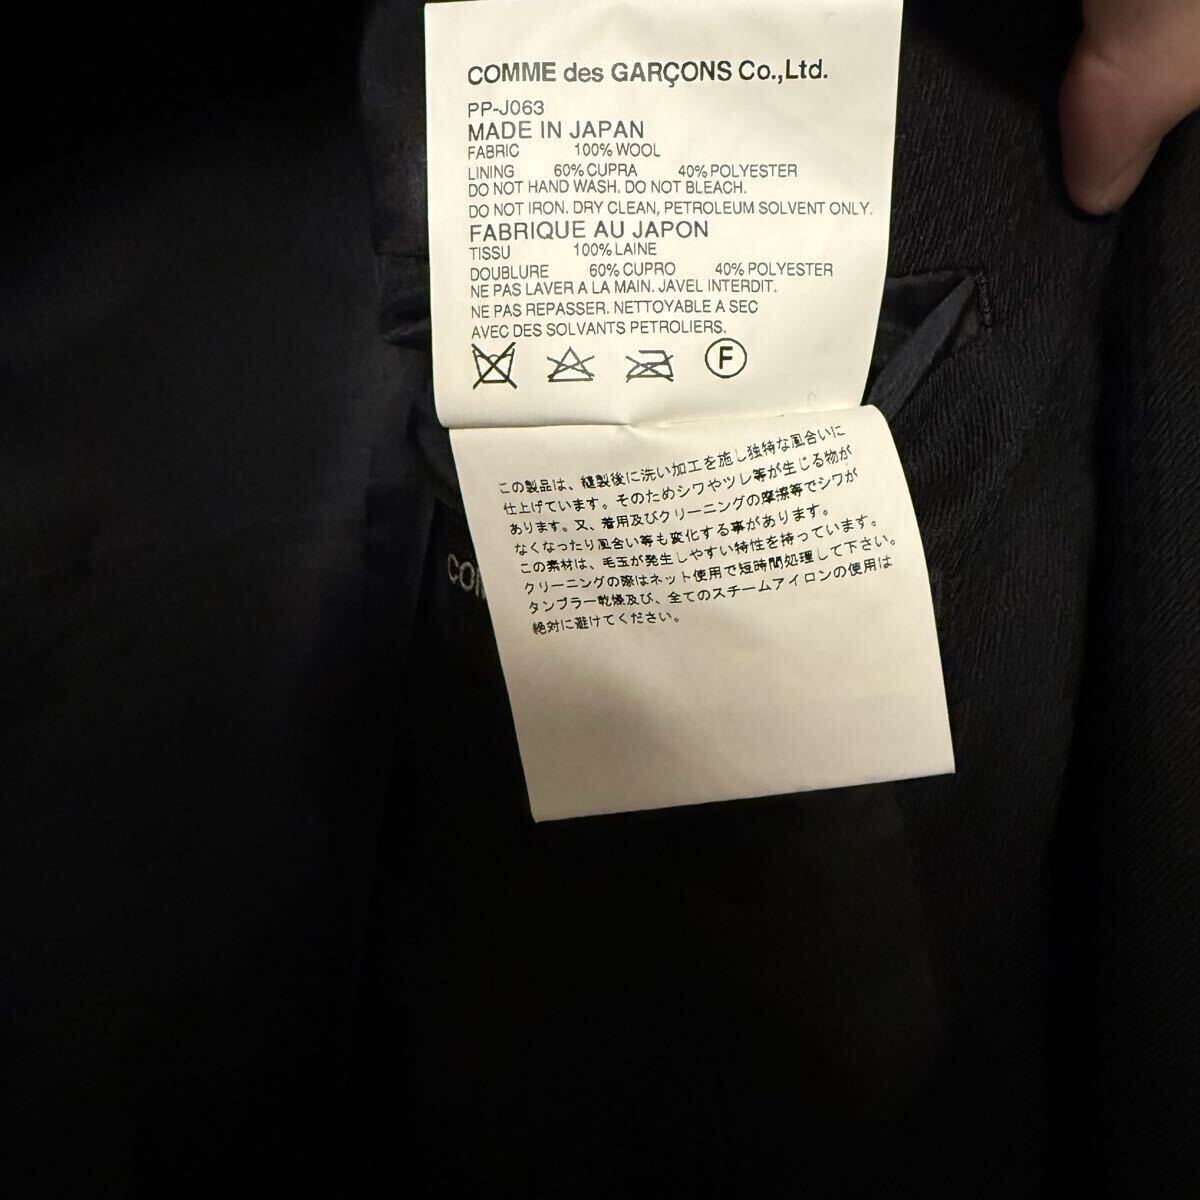 COMME des GARÇONS Co.,Ltd.
PP-J063
MADE IN JAPAN
FABRIC 100% WOOL
LINING 60% CUPRA 40% POLYESTER
DO NOT HAND WASH. DO NOT BLEACH.
DO NOT IRON. DRY CLEAN, PETROLEUM SOLVENT ONLY.
FABRIQUE AU JAPON
TISSU 100% LAINE
DOUBLURE 60% CUPRO 40% POLYESTER
NE PAS LAVER A LA MAIN. JAVEL INTERDIT.
NE PAS REPASSER. NETTOYABLE A SEC
AVEC DES SOLVANTS PETROLIERS.
F
この製品は、縫製後に洗い加工を施し独特な風合いに
仕上げています。そのためシワやツレ等が生じる物が
あります。又、着用及びクリーニングの摩擦等でシワが
なくなったり風合い等も変化する事があります。
この素材は、毛玉が発生しやすい特性を持っています。
クリーニングの際はネット使用で短時間処理して下さい。
タンブラー乾燥及び、全てのスチームアイロンの使用は
絶対に避けてください。